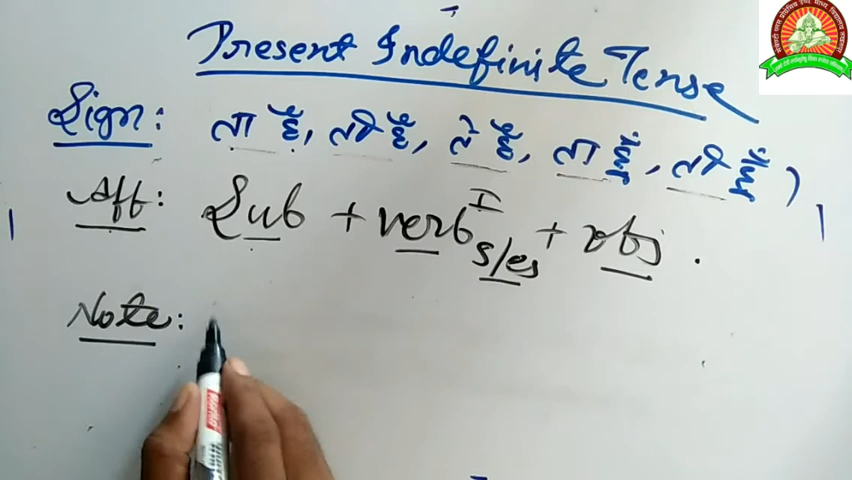 Present Indefinite Tense
Sign: ता है, ती है, ते है, ता हूँ, ती हूँ)
Aff: Sub + verb I s/es + obj.
Note: